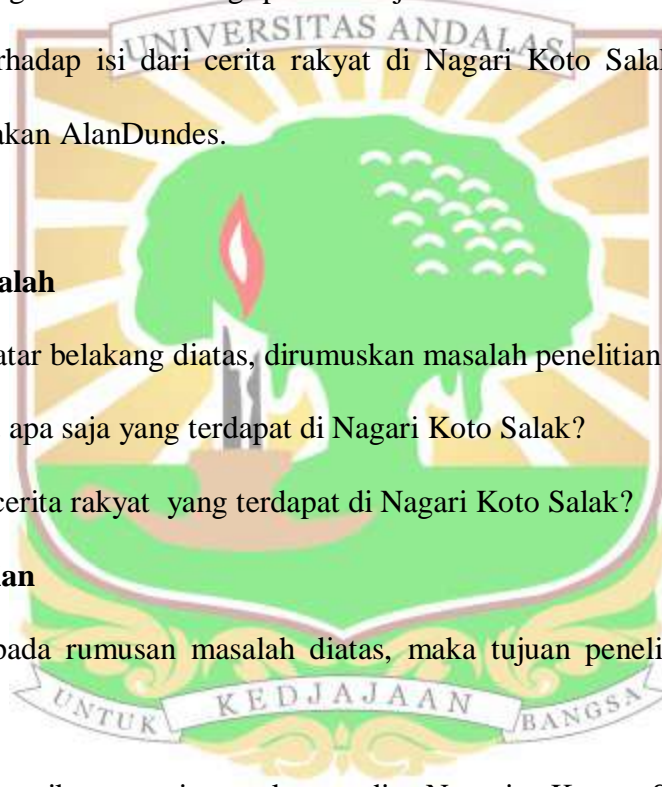 UNIVERSITAS ANDALAS
rhadap isi dari cerita rakyat di Nagari Koto Sala
akan AlanDundes.
alah
atar belakang diatas, dirumuskan masalah penelitian
apa saja yang terdapat di Nagari Koto Salak?
cerita rakyat yang terdapat di Nagari Koto Salak?
an
pada rumusan masalah diatas, maka tujuan peneli
UNTUK KEDJAJAAN BANGSA